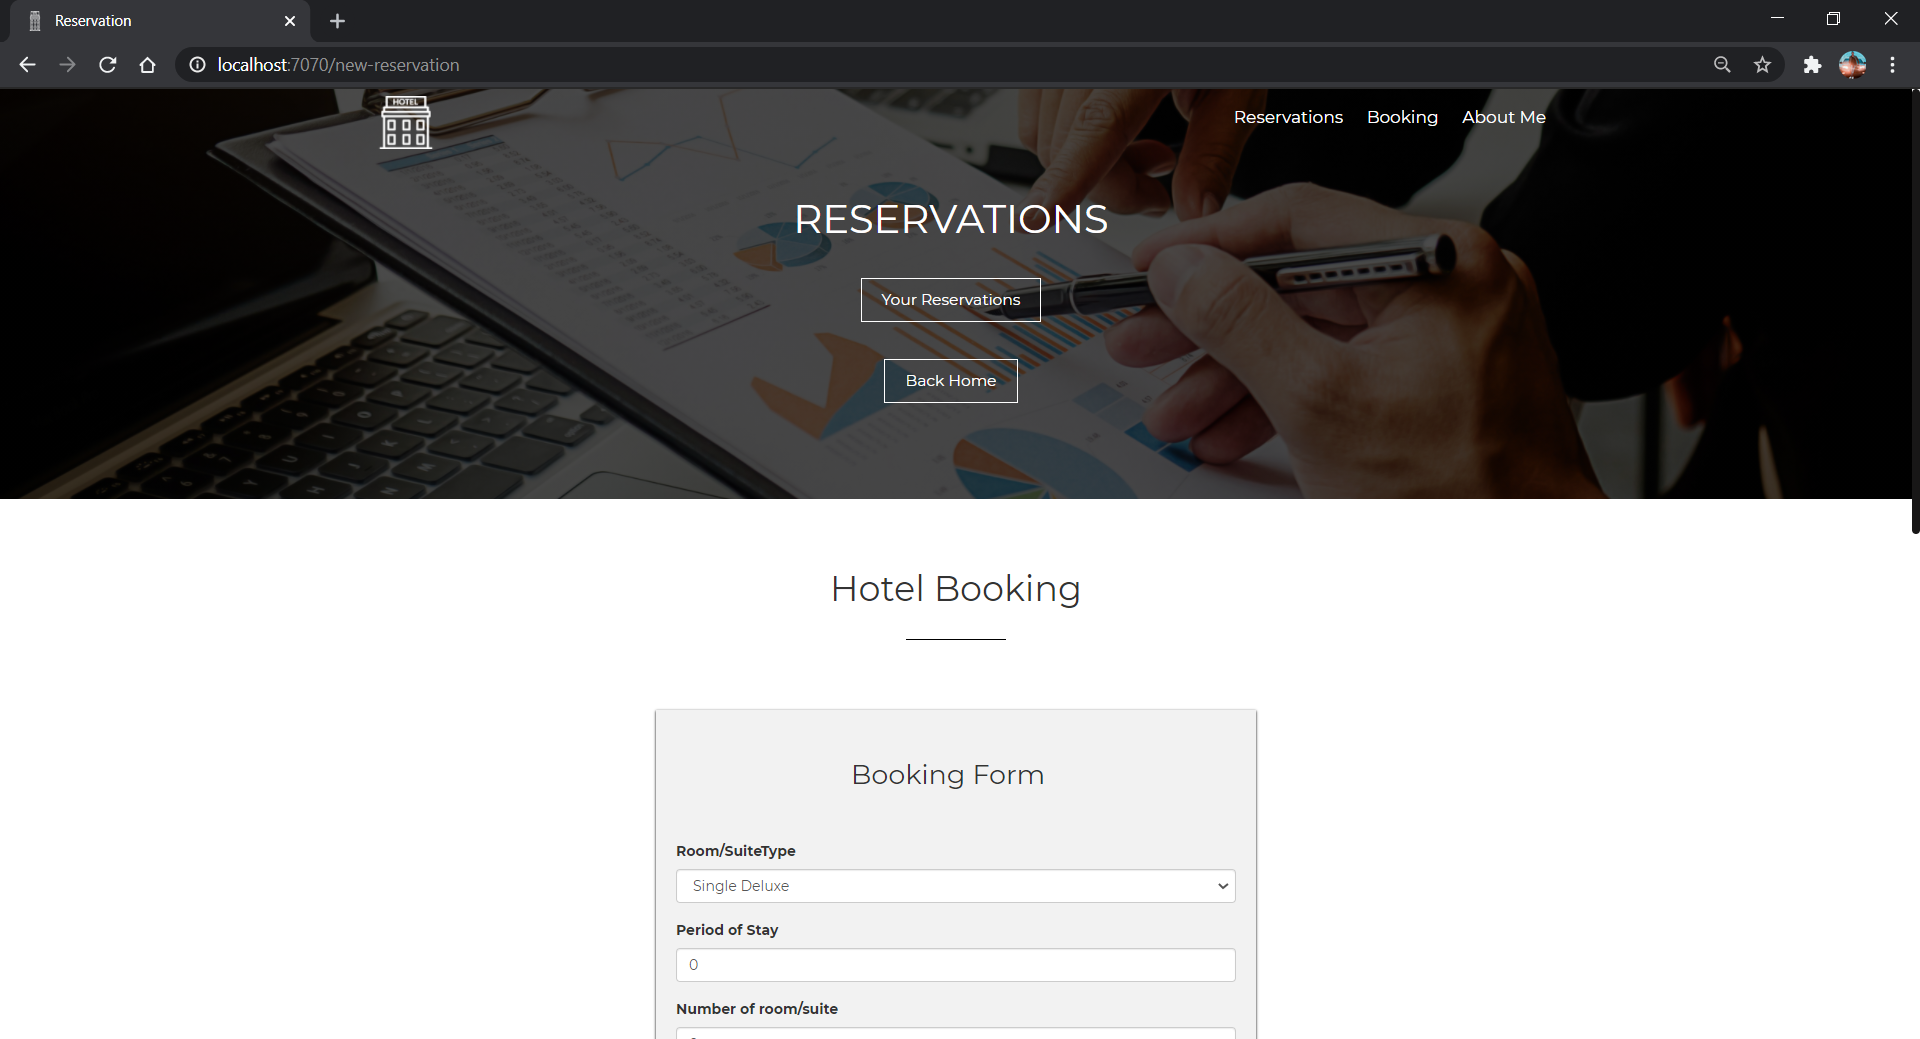 Reservation
localhost:7070/new-reservation
HOTEL
Reservations Booking About Me
RESERVATIONS
Your Reservations
Back Home
Hotel Booking
Booking Form
Room/SuiteType
Single Deluxe
Period of Stay
0
Number of room/suite